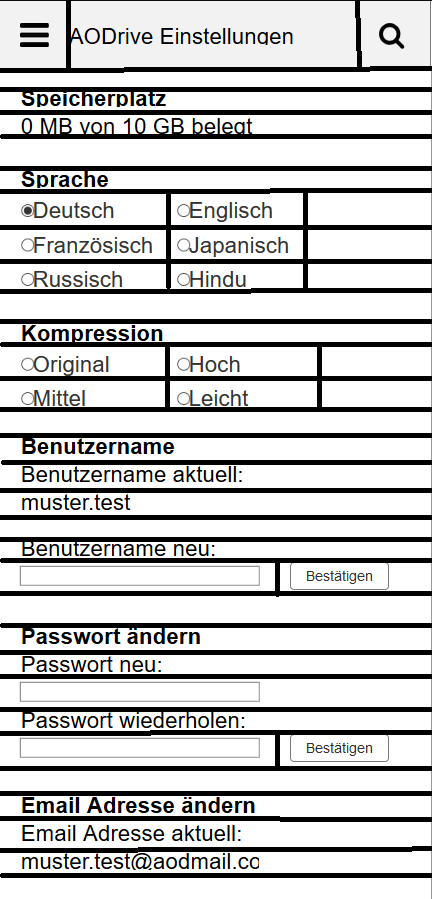 AODrive Einstellungen
Speicherplatz
0 MB von 10 GB belegt
Sprache
Deutsch Englisch
Französisch Japanisch
Russisch Hindu
Kompression
Original Hoch
Mittel Leicht
Benutzername
Benutzername aktuell:
muster.test
Benutzername neu:
Bestätigen
Passwort ändern
Passwort neu:
Passwort wiederholen:
Bestätigen
Email Adresse ändern
Email Adresse aktuell:
muster.test@aodmail.co